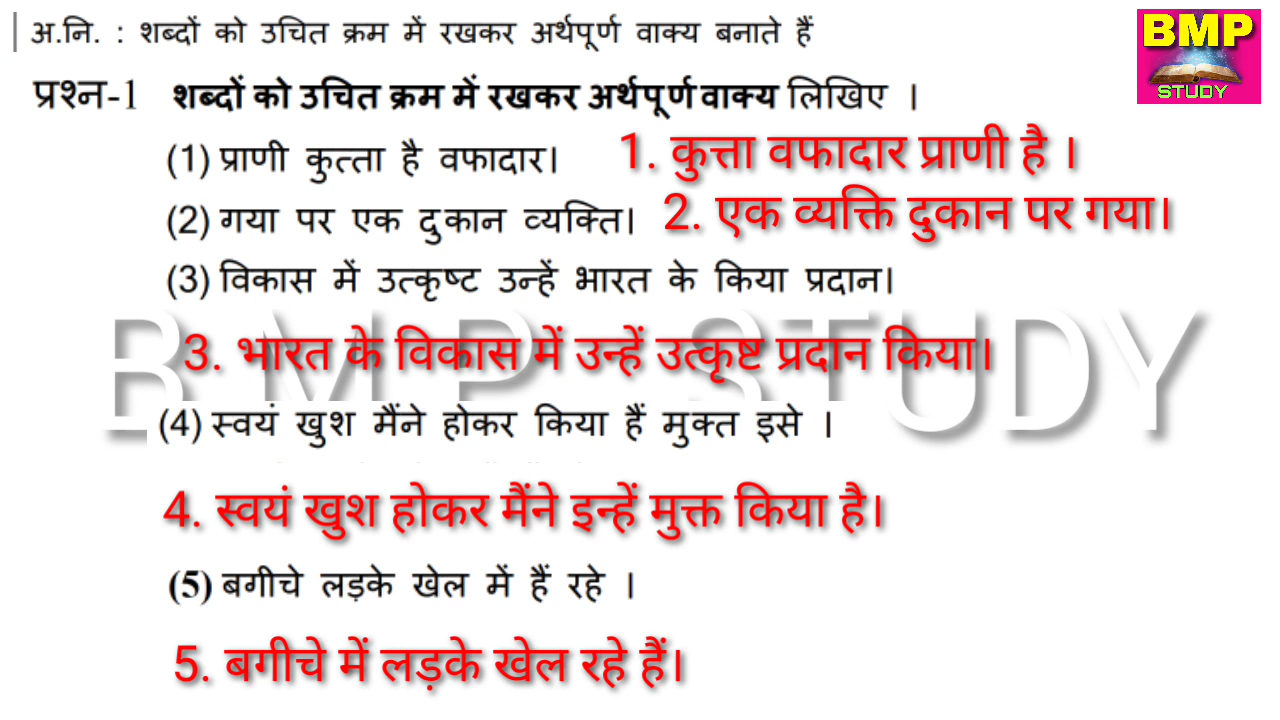 अ.नि. : शब्दों को उचित क्रम में रखकर अर्थपूर्ण वाक्य बनाते हैं
BMP
STUDY
प्रश्न-1 शब्दों को उचित क्रम में रखकर अर्थपूर्ण वाक्य लिखिए ।
(1) प्राणी कुत्ता है वफादार।
1. कुत्ता वफादार प्राणी है ।
(2) गया पर एक दुकान व्यक्ति।
2. एक व्यक्ति दुकान पर गया।
(3) विकास में उत्कृष्ट उन्हें भारत के किया प्रदान।
BMP STUDY
3. भारत के विकास में उन्हें उत्कृष्ट प्रदान किया।
(4) स्वयं खुश मैंने होकर किया हैं मुक्त इसे ।
4. स्वयं खुश होकर मैंने इन्हें मुक्त किया है।
(5) बगीचे लड़के खेल में हैं रहे ।
5. बगीचे में लड़के खेल रहे हैं।